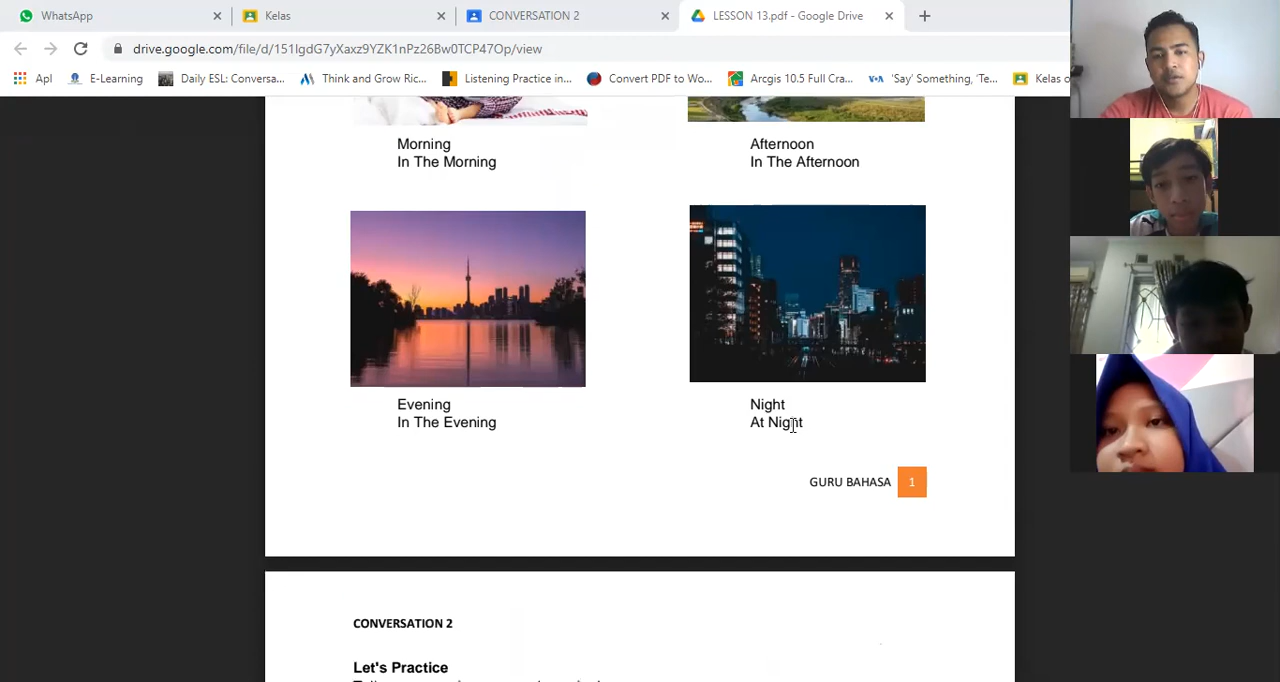 WhatsApp
Kelas
CONVERSATION 2
LESSON 13.pdf - Google Drive
drive.google.com/file/d/151IgdG7yXaxz9YZK1nPz26Bw0TCP47Op/view
Apl
E-Learning
Daily ESL: Conversa...
Think and Grow Ric...
Listening Practice in...
Convert PDF to Wo...
Arcgis 10.5 Full Cra...
'Say' Something, 'Te...
Kelas
Morning
In The Morning
Afternoon
In The Afternoon
Evening
In The Evening
Night
At Night
GURU BAHASA 1
CONVERSATION 2
Let's Practice